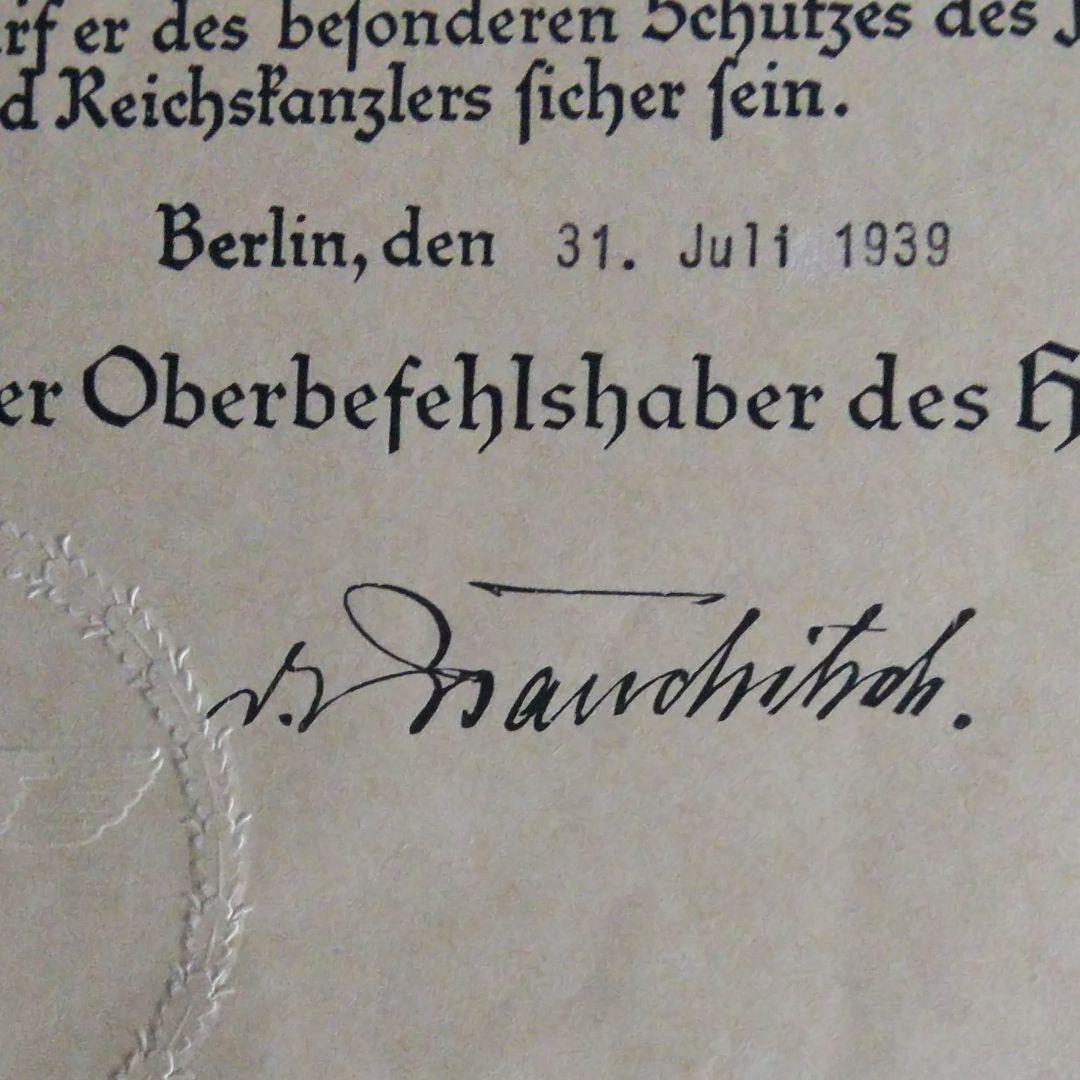 rf er des beſonderen Schutzes des
d Reichskanzlers ſicher ſein.
Berlin, den 31. Juli 1939
er Oberbefehlshaber des H
v. Brauchitsch.